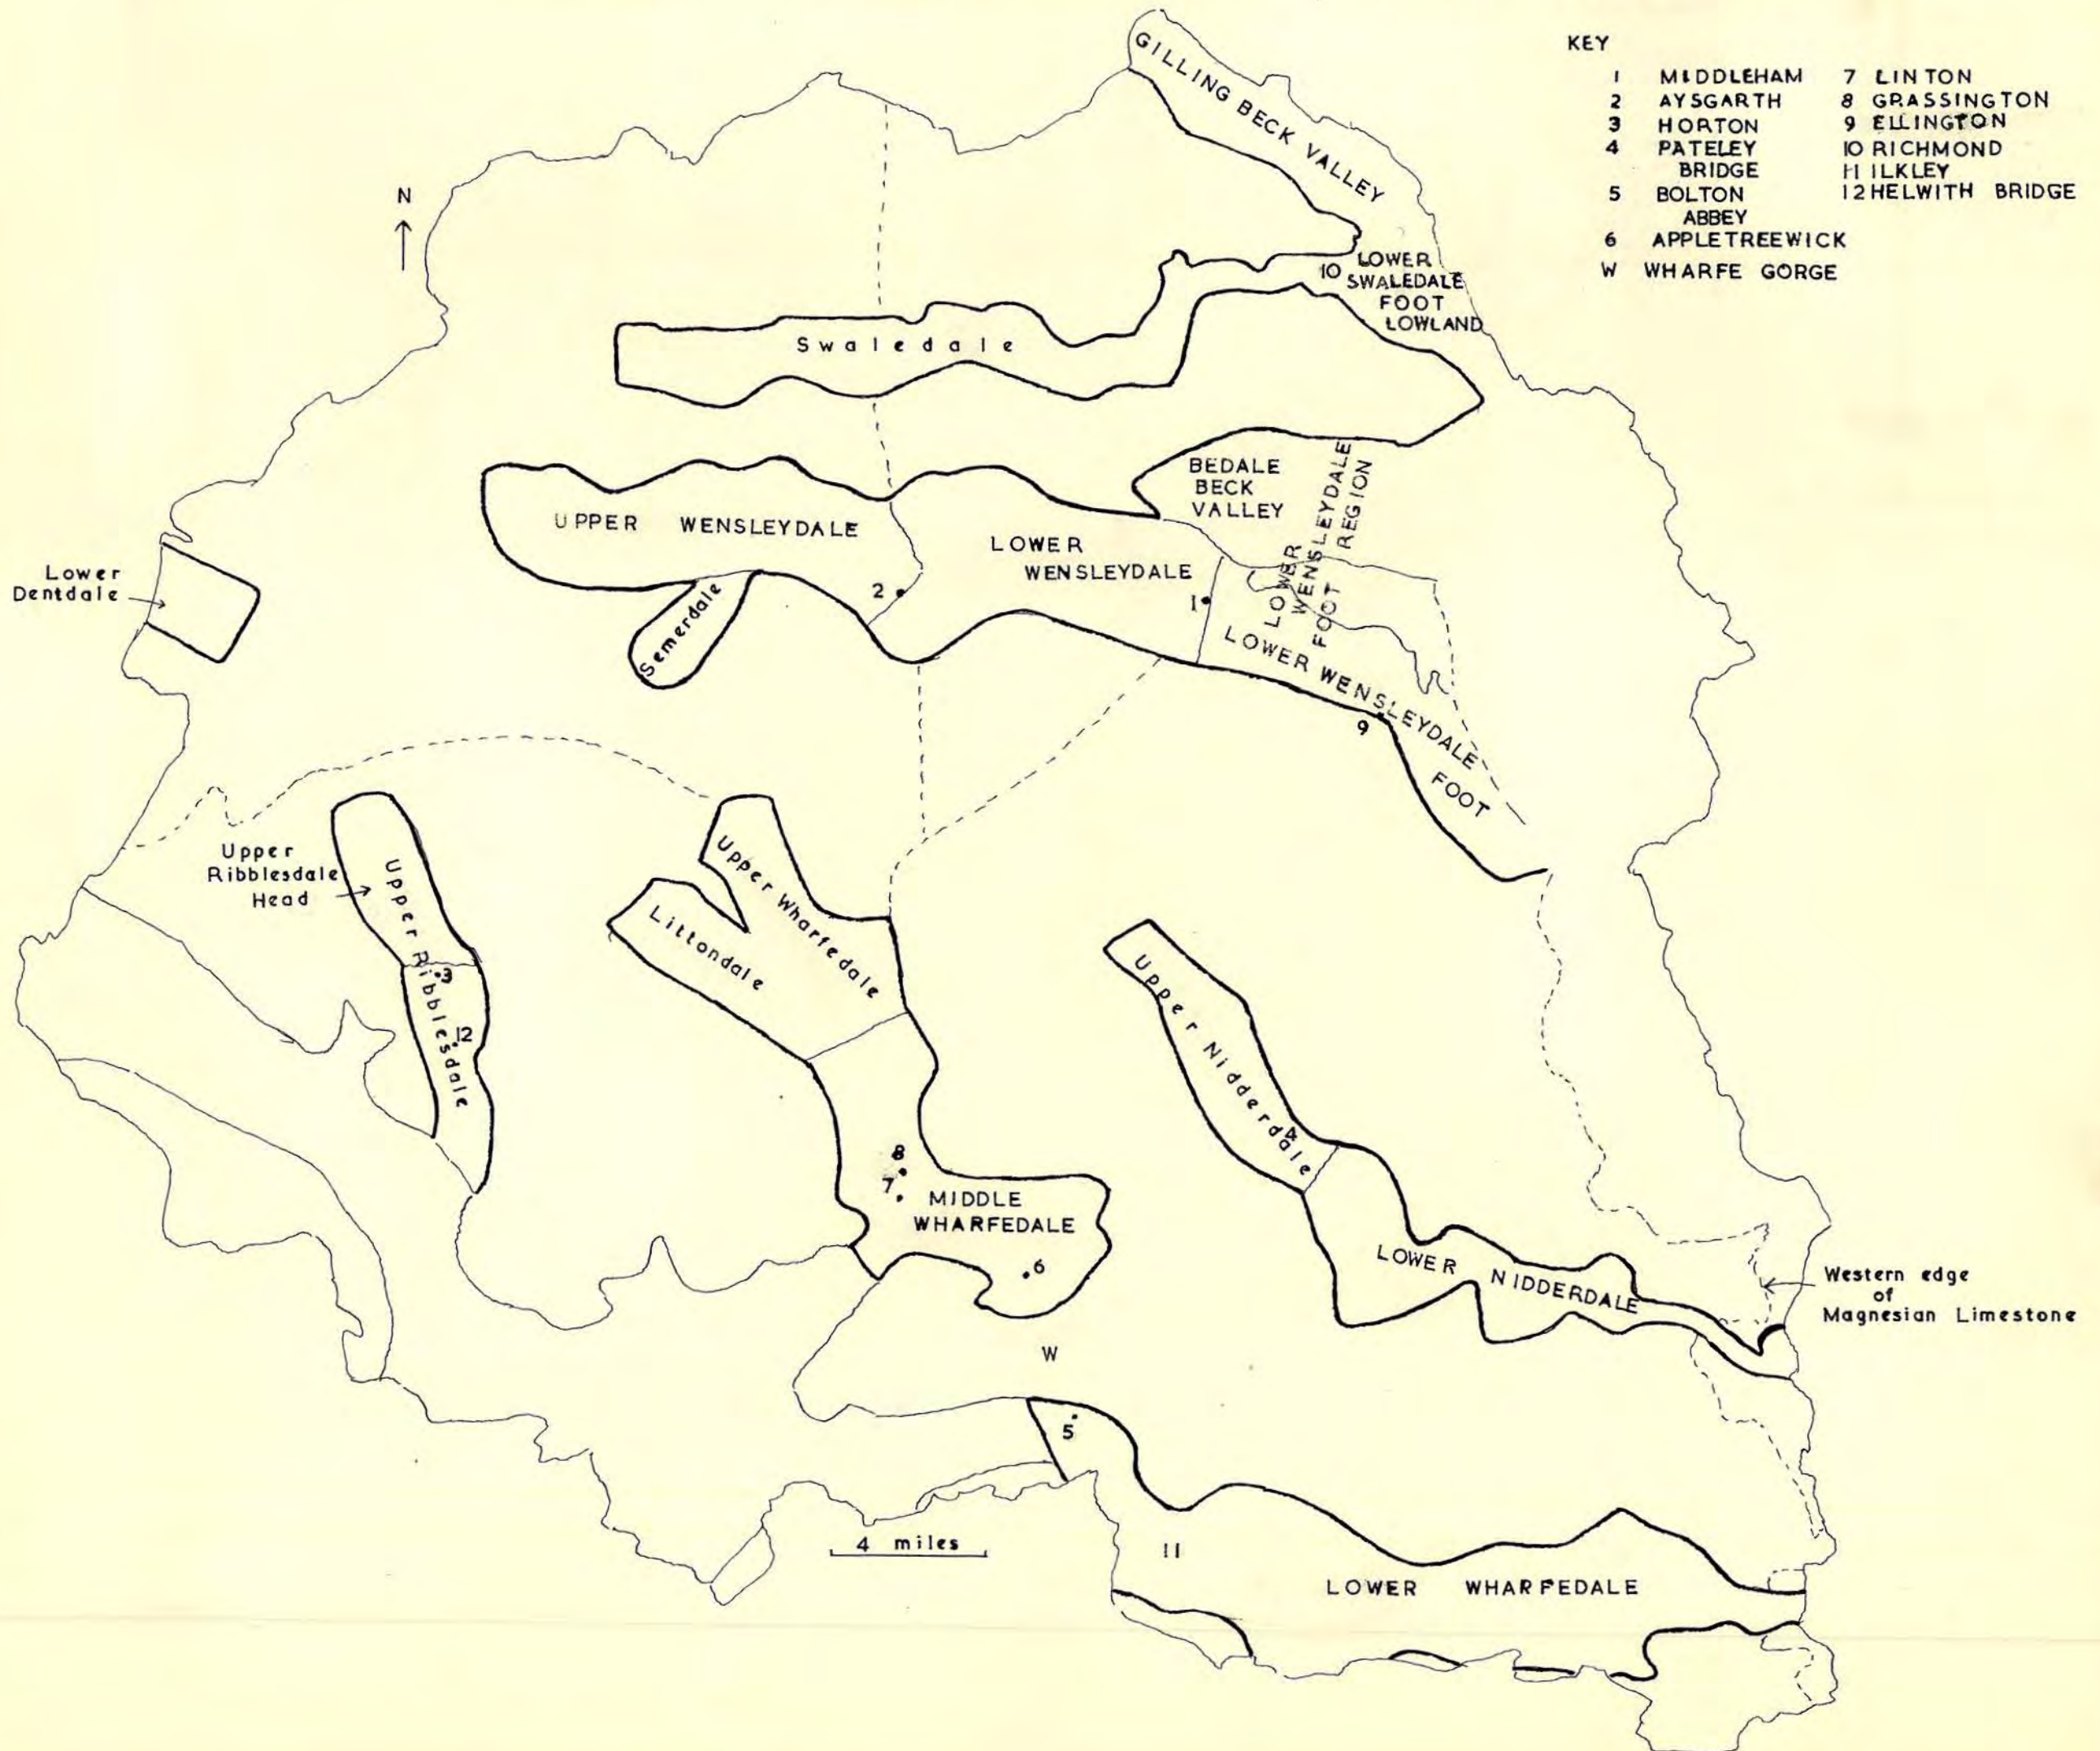 KEY
1 MIDDLEHAM
2 AYSGARTH
3 HORTON
4 PATELEY
BRIDGE
5 BOLTON
ABBEY
6 APPLETREEWICK
W WHARFE GORGE
7 LINTON
8 GRASSINGTON
9 ELLINGTON
10 RICHMOND
11 ILKLEY
12 HELWITH BRIDGE
GILLING BECK VALLEY
N
10
LOWER
SWALEDALE
FOOT
LOWLAND
Swaledale
BEDALE
BECK
VALLEY
LOWER
WENSLEYDALE
FOOT REGION
UPPER WENSLEYDALE
LOWER
WENSLEYDALE
Lower
Dentdale
2
1
Semerdale
LOWER WENSLEYDALE
FOOT
9
Upper
Ribblesdale
Head
Upper Ribblesdale
3
12
Upper Wharfedale
Littondale
Upper Nidderdale
4
8
7
MIDDLE
WHARFEDALE
6
LOWER NIDDERDALE
Western edge
of
Magnesian Limestone
W
5
4 miles
11
LOWER WHARFEDALE